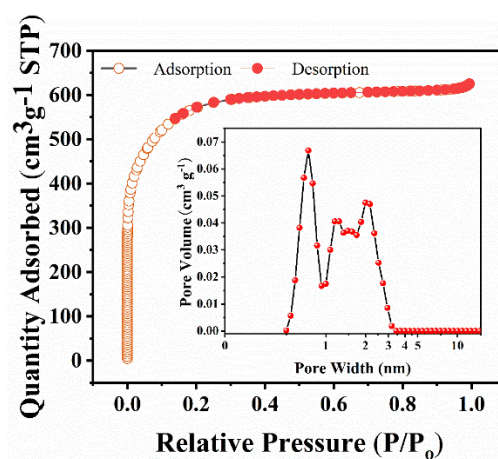 Quantity Adsorbed (cm3g-1 STP)
700
600
500
400
300
200
100
0
Adsorption
Desorption
Pore Volume (cm³ g⁻¹)
0.07
0.06
0.05
0.04
0.03
0.02
0.01
0.00
0 1 2 3 4 5 10
Pore Width (nm)
0.0 0.2 0.4 0.6 0.8 1.0
Relative Pressure (P/Pₒ)